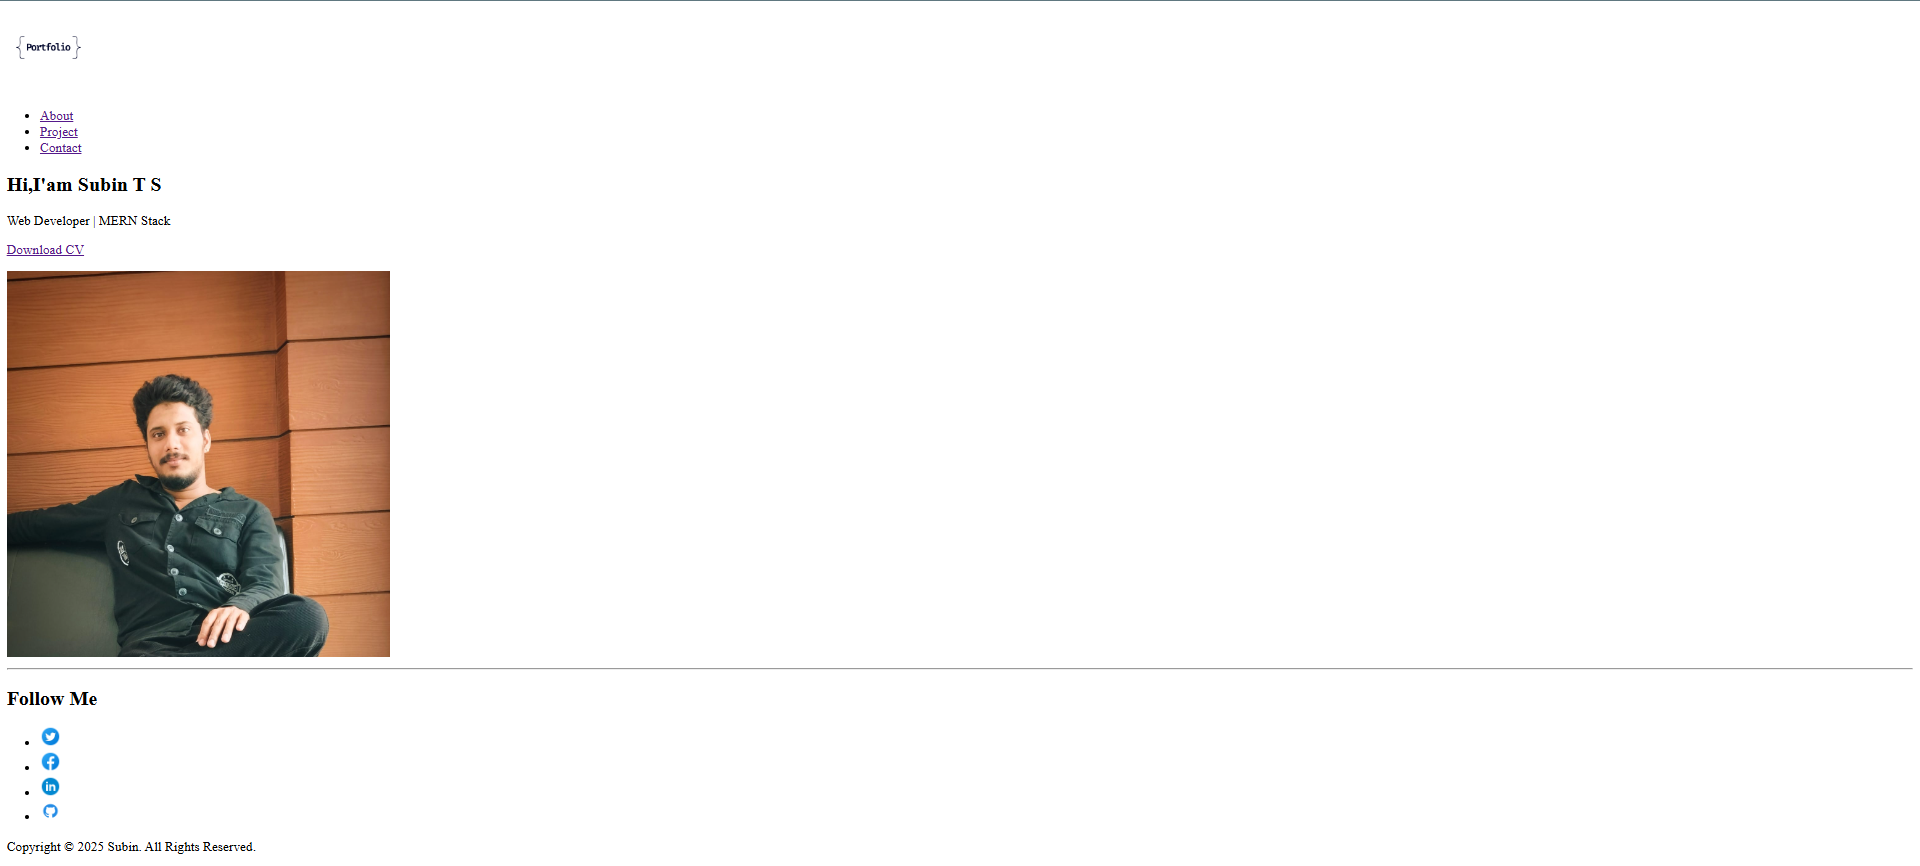 {Portfolio}
About
Project
Contact
Hi,I'am Subin T S
Web Developer | MERN Stack
Download CV
Follow Me
Copyright © 2025 Subin. All Rights Reserved.